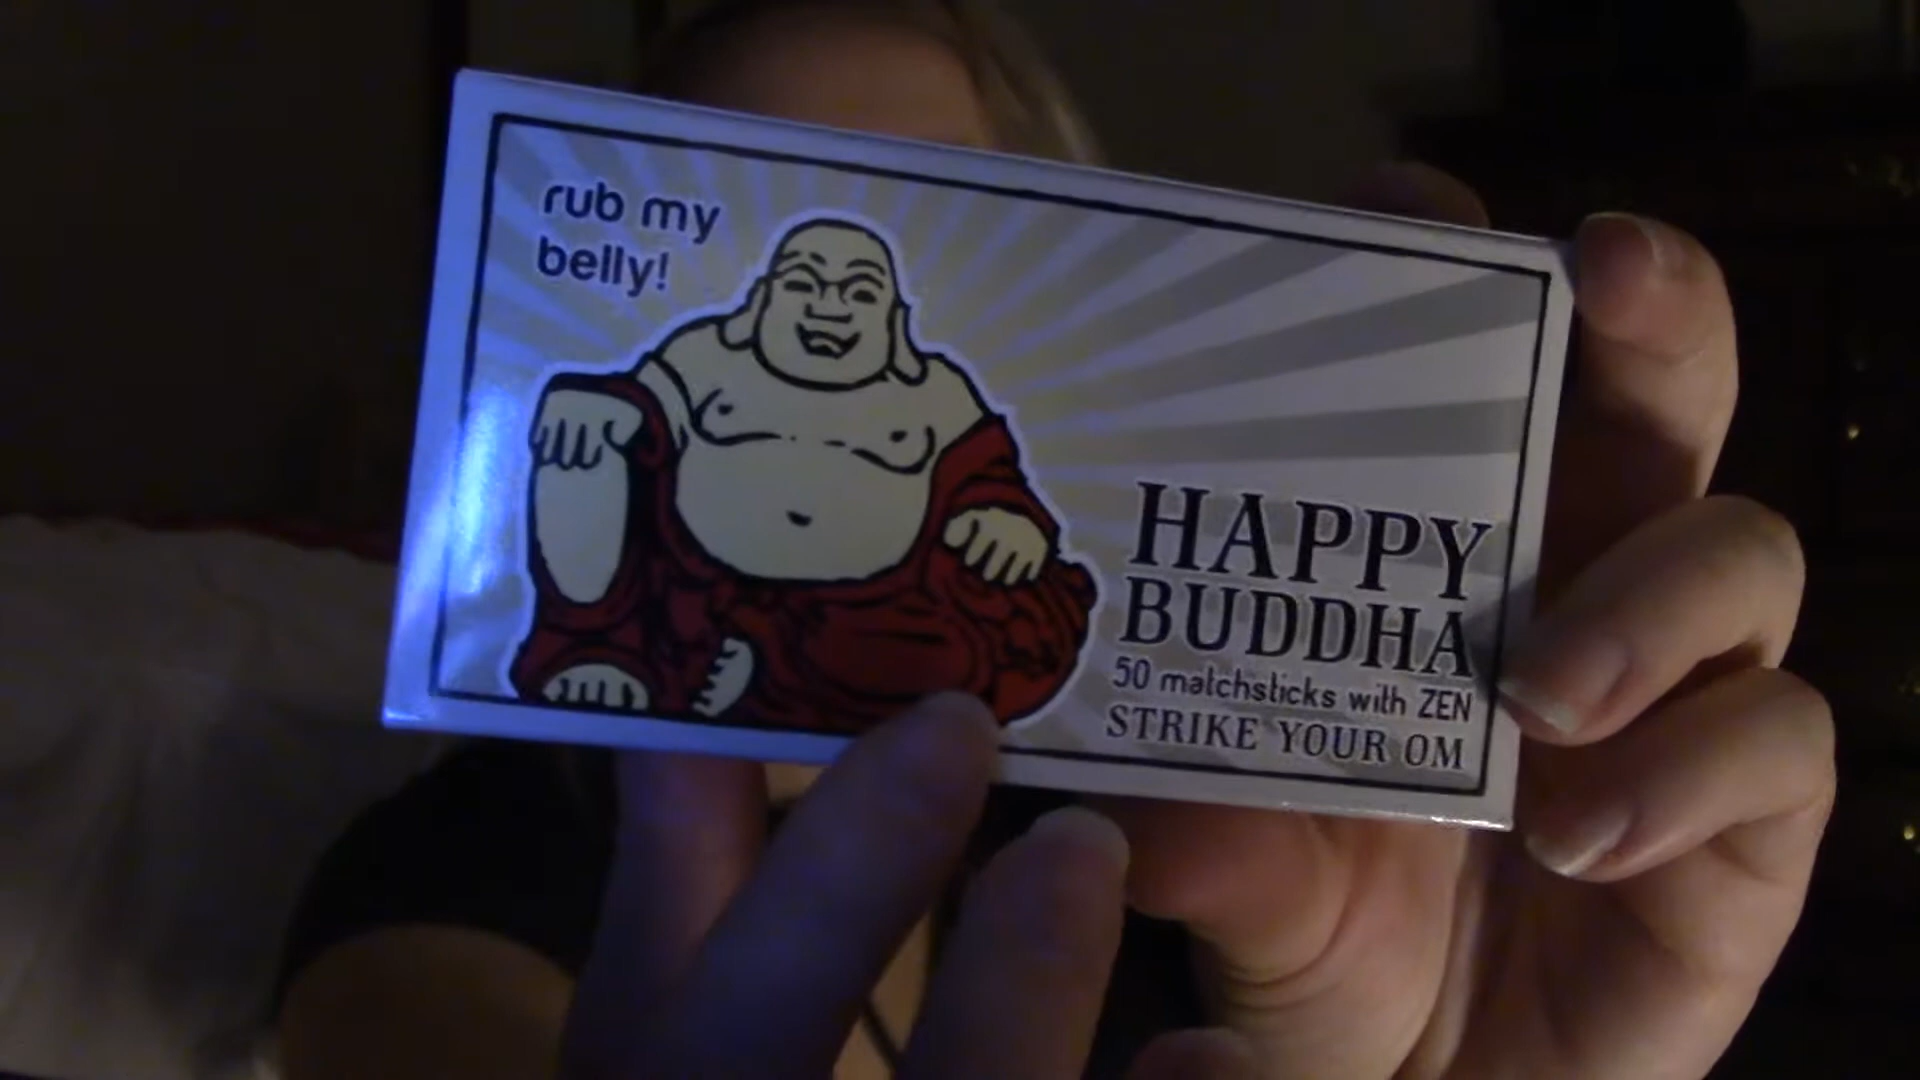 rub my
belly!
HAPPY
BUDDHA
50 matchsticks with ZEN
STRIKE YOUR OM